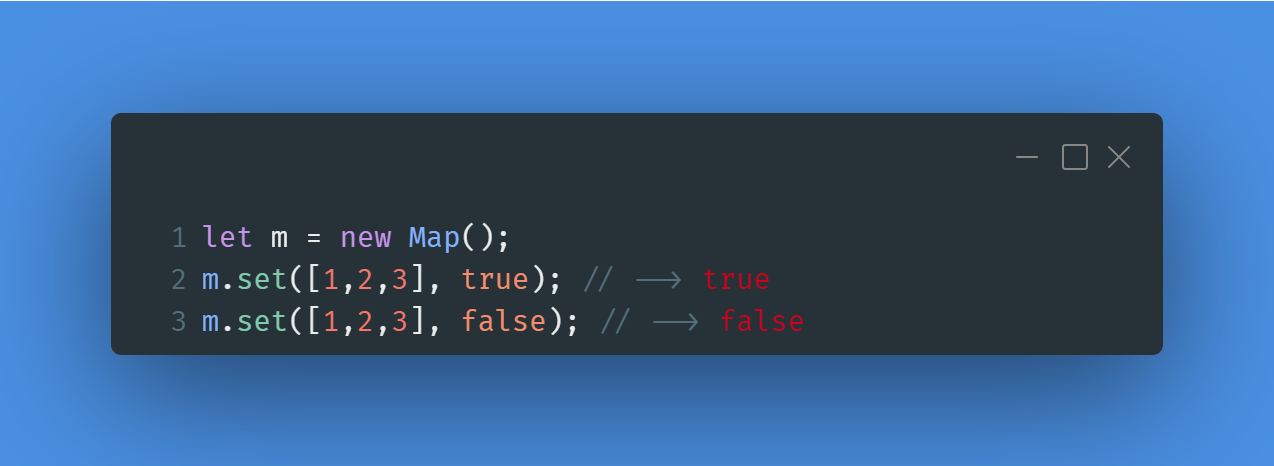 1 let m = new Map();
2 m.set([1,2,3], true); // ⟶ true
3 m.set([1,2,3], false); // ⟶ false